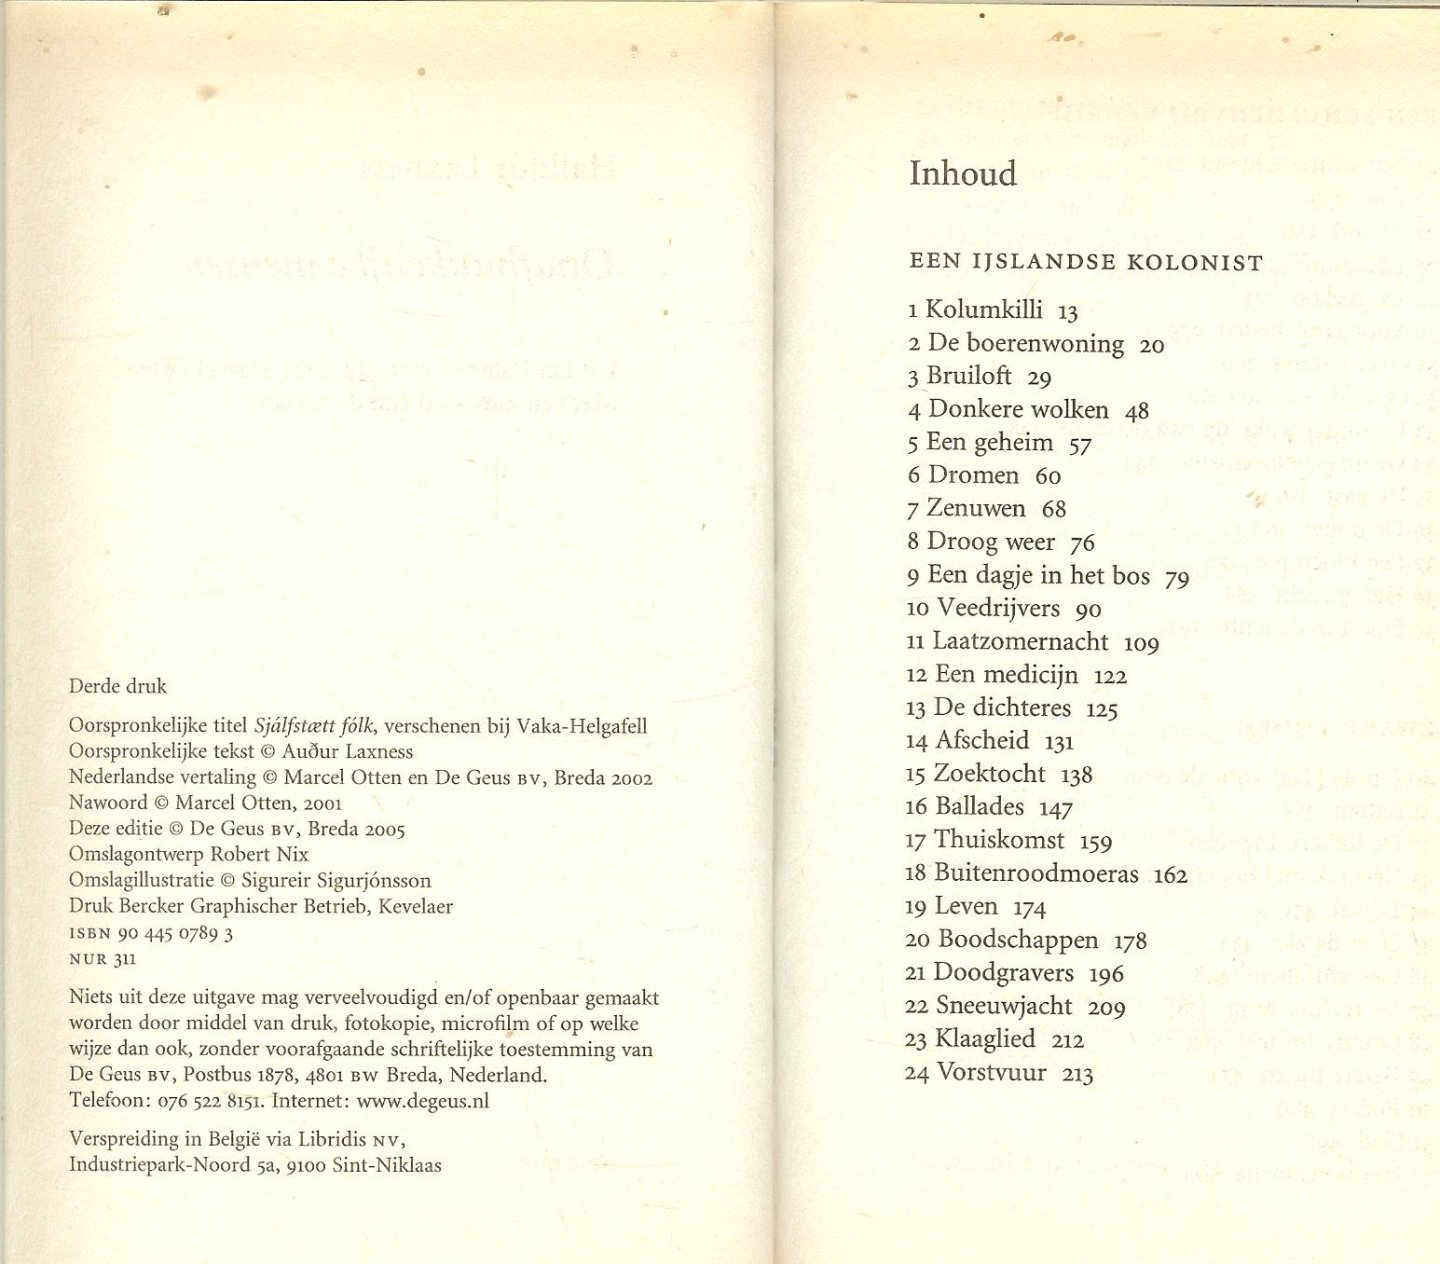 Derde druk
Oorspronkelijke titel Sjálfstætt fólk, verschenen bij Vaka-Helgafell
Oorspronkelijke tekst © Auður Laxness
Nederlandse vertaling © Marcel Otten en De Geus BV, Breda 2002
Nawoord © Marcel Otten, 2001
Deze editie © De Geus BV, Breda 2005
Omslagontwerp Robert Nix
Omslagillustratie © Sigureir Sigurjónsson
Druk Bercker Graphischer Betrieb, Kevelaer
ISBN 90 445 0789 3
NUR 311
Niets uit deze uitgave mag verveelvoudigd en/of openbaar gemaakt
worden door middel van druk, fotokopie, microfilm of op welke
wijze dan ook, zonder voorafgaande schriftelijke toestemming van
De Geus BV, Postbus 1878, 4801 BW Breda, Nederland.
Telefoon: 076 522 8151. Internet: www.degeus.nl
Verspreiding in België via Libridis NV,
Industriepark-Noord 5a, 9100 Sint-Niklaas
Inhoud
EEN IJSLANDSE KOLONIST
1 Kolumkilli 13
2 De boerenwoning 20
3 Bruiloft 29
4 Donkere wolken 48
5 Een geheim 57
6 Dromen 60
7 Zenuwen 68
8 Droog weer 76
9 Een dagje in het bos 79
10 Veedrijvers 90
11 Laatzomernacht 109
12 Een medicijn 122
13 De dichteres 125
14 Afscheid 131
15 Zoektocht 138
16 Ballades 147
17 Thuiskomst 159
18 Buitenroodmoeras 162
19 Leven 174
20 Boodschappen 178
21 Doodgravers 196
22 Sneeuwjacht 209
23 Klaaglied 212
24 Vorstvuur 213